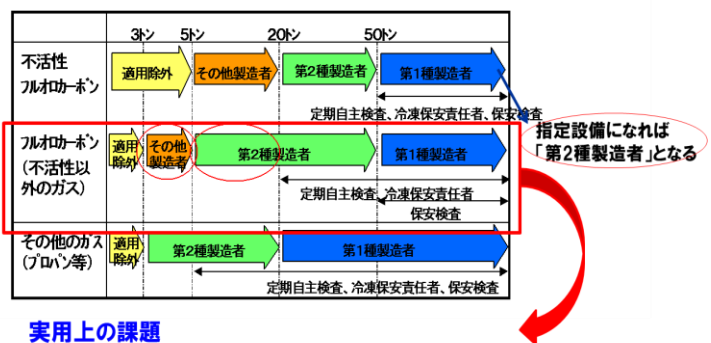 3トン 5トン 20トン 50トン
不活性
フルオロカーボン
適用除外 その他製造者 第2種製造者 第1種製造者
定期自主検査、冷凍保安責任者、保安検査
指定設備になれば
「第2種製造者」となる
フルオロカーボン
(不活性以
外のガス)
適用
除外
その他
製造者
第2種製造者 第1種製造者
定期自主検査、冷凍保安責任者
保安検査
その他のガス
(プロパン等)
適用
除外
第2種製造者 第1種製造者
定期自主検査、冷凍保安責任者、保安検査
実用上の課題